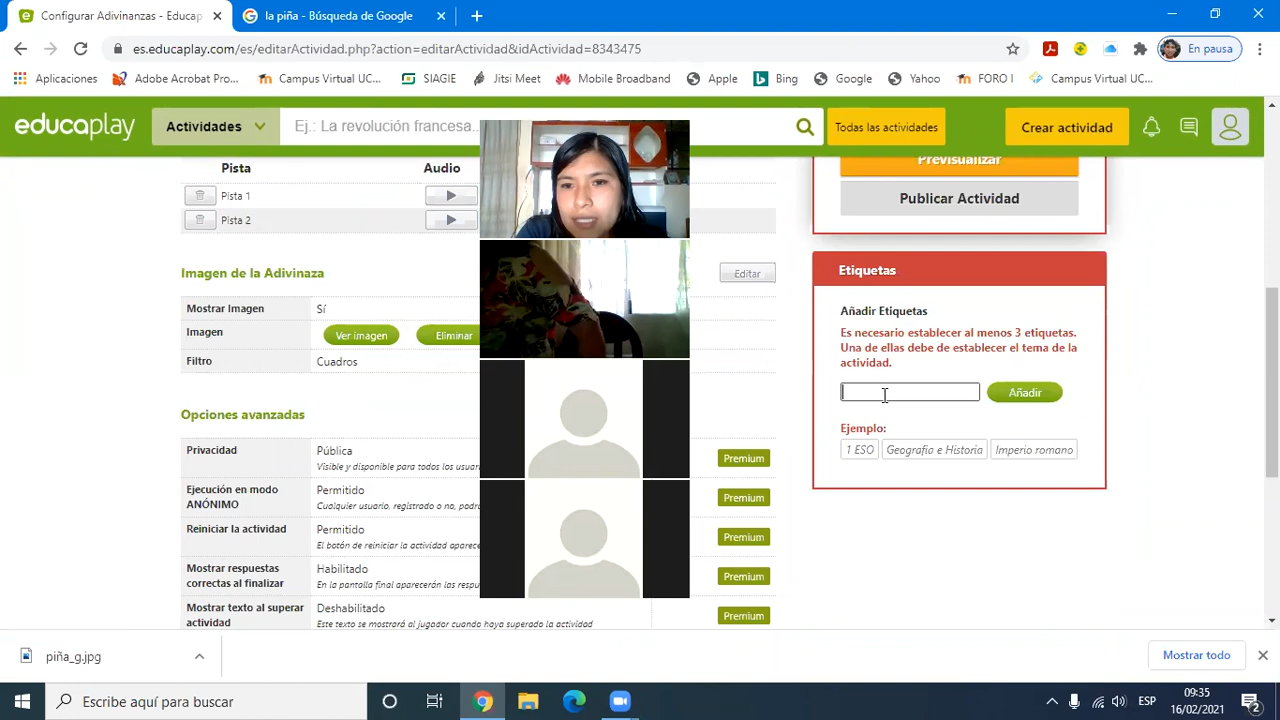 Configurar Adivinanzas - Educap
la piña - Búsqueda de Google
es.educaplay.com/es/editarActividad.php?action=editarActividad&idActividad=8343475
En pausa
Aplicaciones
Adobe Acrobat Pro...
Campus Virtual UC...
SIAGIE
Jitsi Meet
Mobile Broadband
Apple
Bing
Google
Yahoo
FORO I
Campus Virtual UC...
educaplay
Actividades
Ej.: La revolución francesa...
Todas las actividades
Crear actividad
Pista
Audio
Pista 1
Pista 2
Imagen de la Adivinaza
Editar
Mostrar Imagen
Sí
Imagen
Ver imagen
Eliminar
Filtro
Cuadros
Opciones avanzadas
Privacidad
Pública
Visible y disponible para todos los usuar
Premium
Ejecución en modo
ANÓNIMO
Permitido
Cualquier usuario, registrado o no, podrá
Premium
Reiniciar la actividad
Permitido
El botón de reiniciar la actividad aparece
Premium
Mostrar respuestas
correctas al finalizar
Habilitado
En la pantalla final aparecerán las respu
Premium
Mostrar texto al superar
actividad
Deshabilitado
Este texto se mostrará al jugador cuando haya superado la actividad
Premium
Previsualizar
Publicar Actividad
Etiquetas
Añadir Etiquetas
Es necesario establecer al menos 3 etiquetas.
Una de ellas debe de establecer el tema de la
actividad.
Añadir
Ejemplo:
1 ESO
Geografía e Historia
Imperio romano
piña_g.jpg
Mostrar todo
Escribe aquí para buscar
ESP
09:35
16/02/2021
2